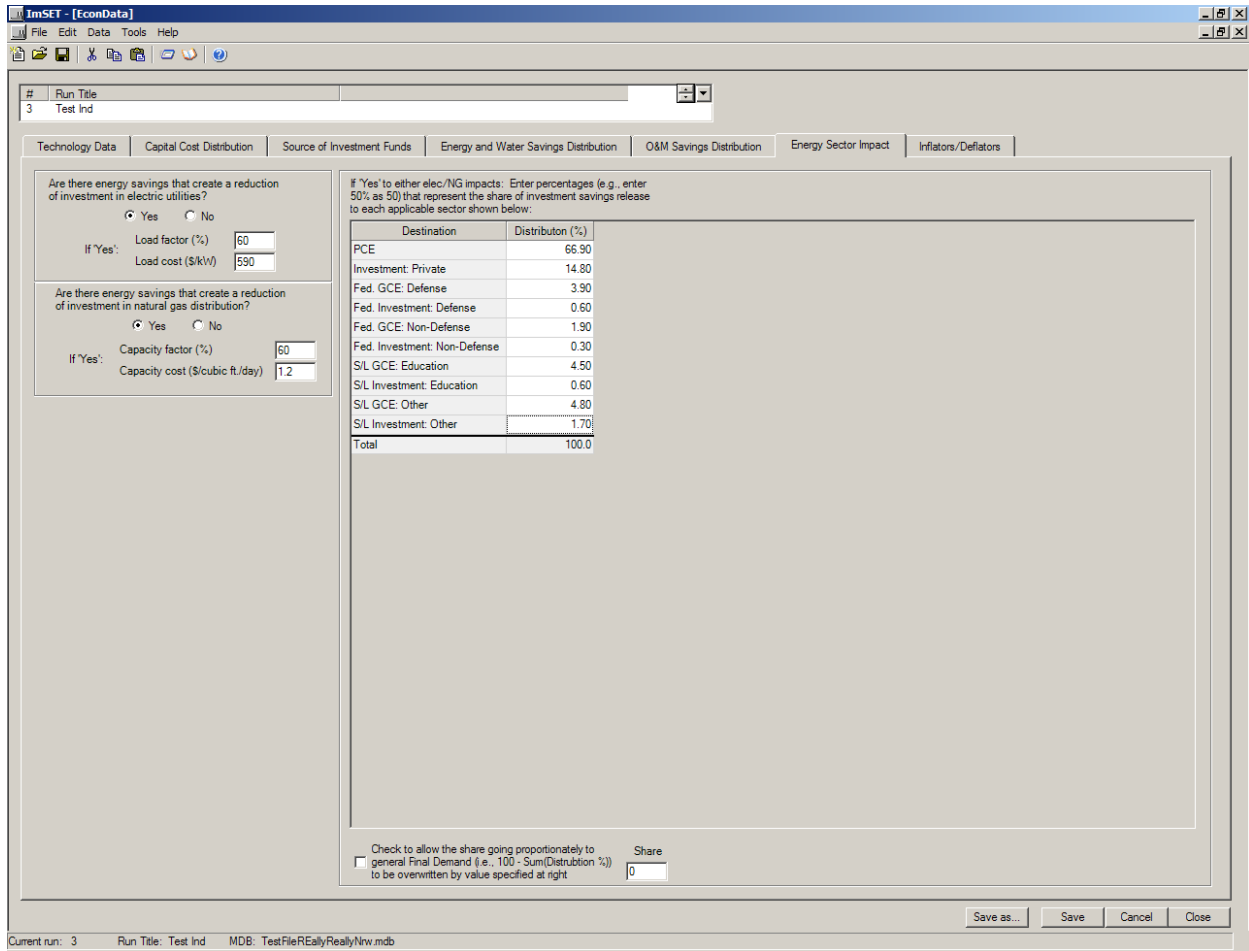 ImSET - [EconData]
File Edit Data Tools Help
# Run Title
3 Test Ind
Technology Data Capital Cost Distribution Source of Investment Funds Energy and Water Savings Distribution O&M Savings Distribution Energy Sector Impact Inflators/Deflators
Are there energy savings that create a reduction
of investment in electric utilities?
Yes No
If 'Yes':
Load factor (%) 60
Load cost ($/kW) 590
Are there energy savings that create a reduction
of investment in natural gas distribution?
Yes No
If 'Yes':
Capacity factor (%) 60
Capacity cost ($/cubic ft./day) 1.2
If 'Yes' to either elec/NG impacts: Enter percentages (e.g., enter
50% as 50) that represent the share of investment savings release
to each applicable sector shown below:
Destination Distributon (%)
PCE 66.90
Investment: Private 14.80
Fed. GCE: Defense 3.90
Fed. Investment: Defense 0.60
Fed. GCE: Non-Defense 1.90
Fed. Investment: Non-Defense 0.30
S/L GCE: Education 4.50
S/L Investment: Education 0.60
S/L GCE: Other 4.80
S/L Investment: Other 1.70
Total 100.0
Check to allow the share going proportionately to
general Final Demand (i.e., 100 - Sum(Distrubtion %))
to be overwritten by value specified at right
Share
0
Save as... Save Cancel Close
Current run: 3 Run Title: Test Ind MDB: TestFileREallyReallyNrw.mdb